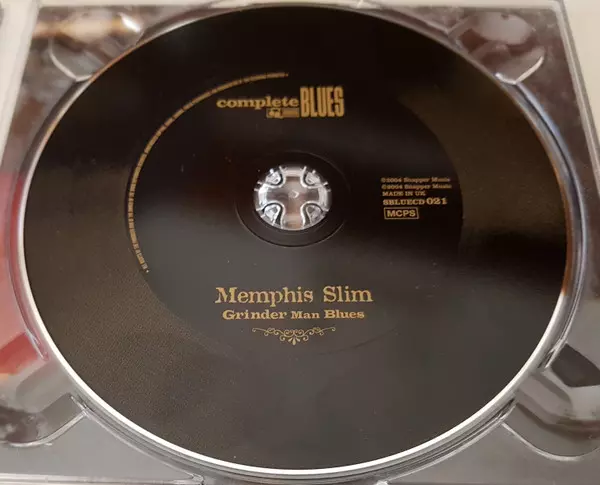 complete BLUES
℗2004 Snapper Music
©2004 Snapper Music
MADE IN UK
SBLUECD 021
MCPS
Memphis Slim
Grinder Man Blues